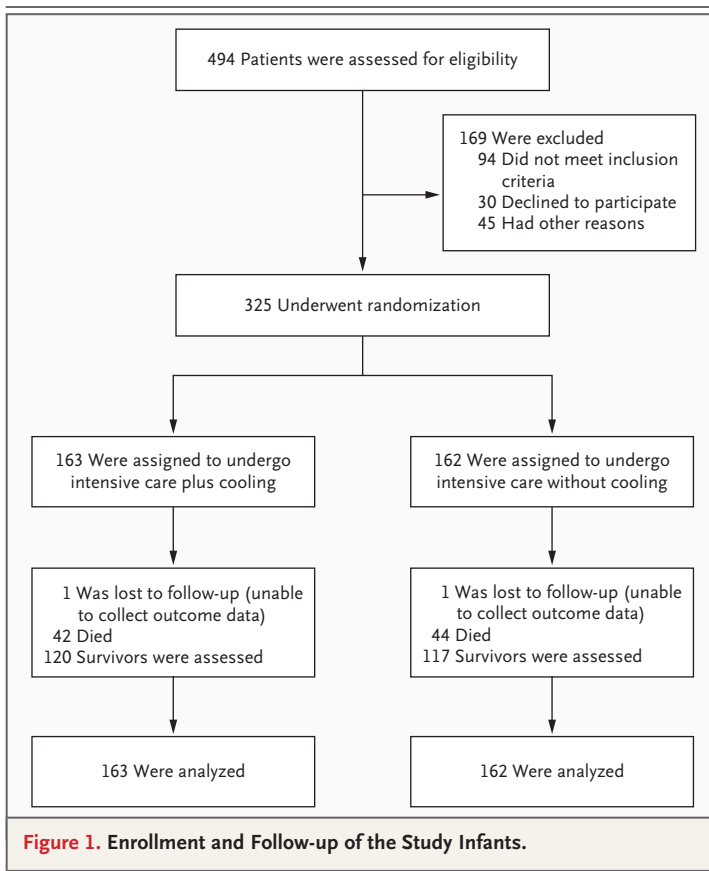 494 Patients were assessed for eligibility
169 Were excluded
94 Did not meet inclusion
criteria
30 Declined to participate
45 Had other reasons
325 Underwent randomization
163 Were assigned to undergo
intensive care plus cooling
162 Were assigned to undergo
intensive care without cooling
1 Was lost to follow-up (unable
to collect outcome data)
42 Died
120 Survivors were assessed
1 Was lost to follow-up (unable
to collect outcome data)
44 Died
117 Survivors were assessed
163 Were analyzed
162 Were analyzed
Figure 1. Enrollment and Follow-up of the Study Infants.